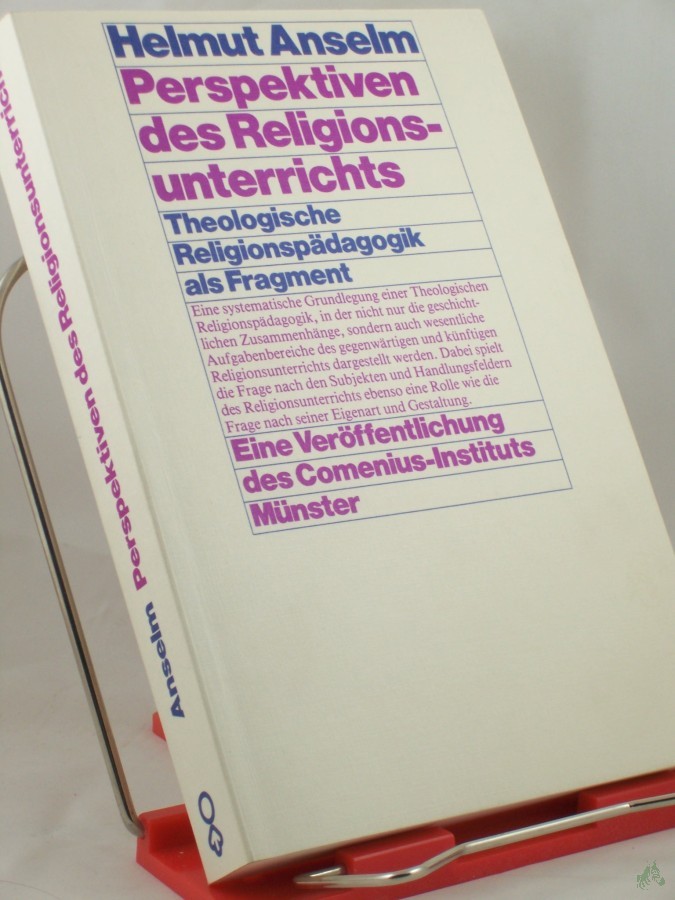 Helmut Anselm
Perspektiven
des Religions-
unterrichts
Theologische
Religionspädagogik
als Fragment
Eine systematische Grundlegung einer Theologischen
Religionspädagogik, in der nicht nur die geschicht-
lichen Zusammenhänge, sondern auch wesentliche
Aufgabenbereiche des gegenwärtigen und künftigen
Religionsunterrichts dargestellt werden. Dabei spielt
die Frage nach den Subjekten und Handlungsfeldern
des Religionsunterrichts ebenso eine Rolle wie die
Frage nach seiner Eigenart und Gestaltung.
Eine Veröffentlichung
des Comenius-Instituts
Münster
Anselm Perspektiven des Religionsunterrich